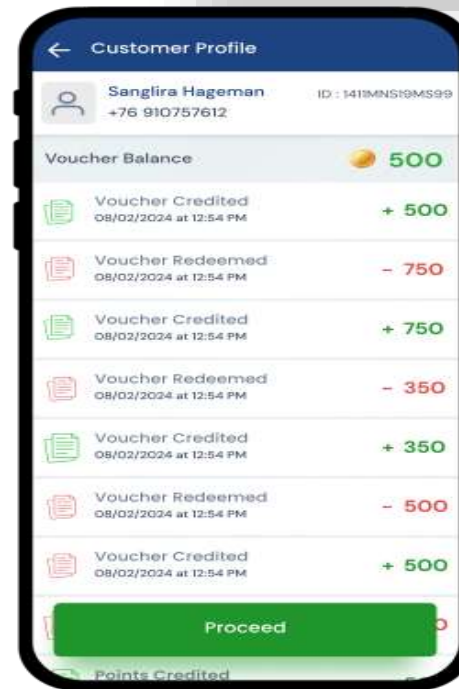 Customer Profile
Sanglira Hageman
ID : 1411MNS19MS99
+76 910757612
Voucher Balance
500
Voucher Credited
08/02/2024 at 12:54 PM
+ 500
Voucher Redeemed
08/02/2024 at 12:54 PM
- 750
Voucher Credited
08/02/2024 at 12:54 PM
+ 750
Voucher Redeemed
08/02/2024 at 12:54 PM
- 350
Voucher Credited
08/02/2024 at 12:54 PM
+ 350
Voucher Redeemed
08/02/2024 at 12:54 PM
- 500
Voucher Credited
08/02/2024 at 12:54 PM
+ 500
Proceed
Points Credited